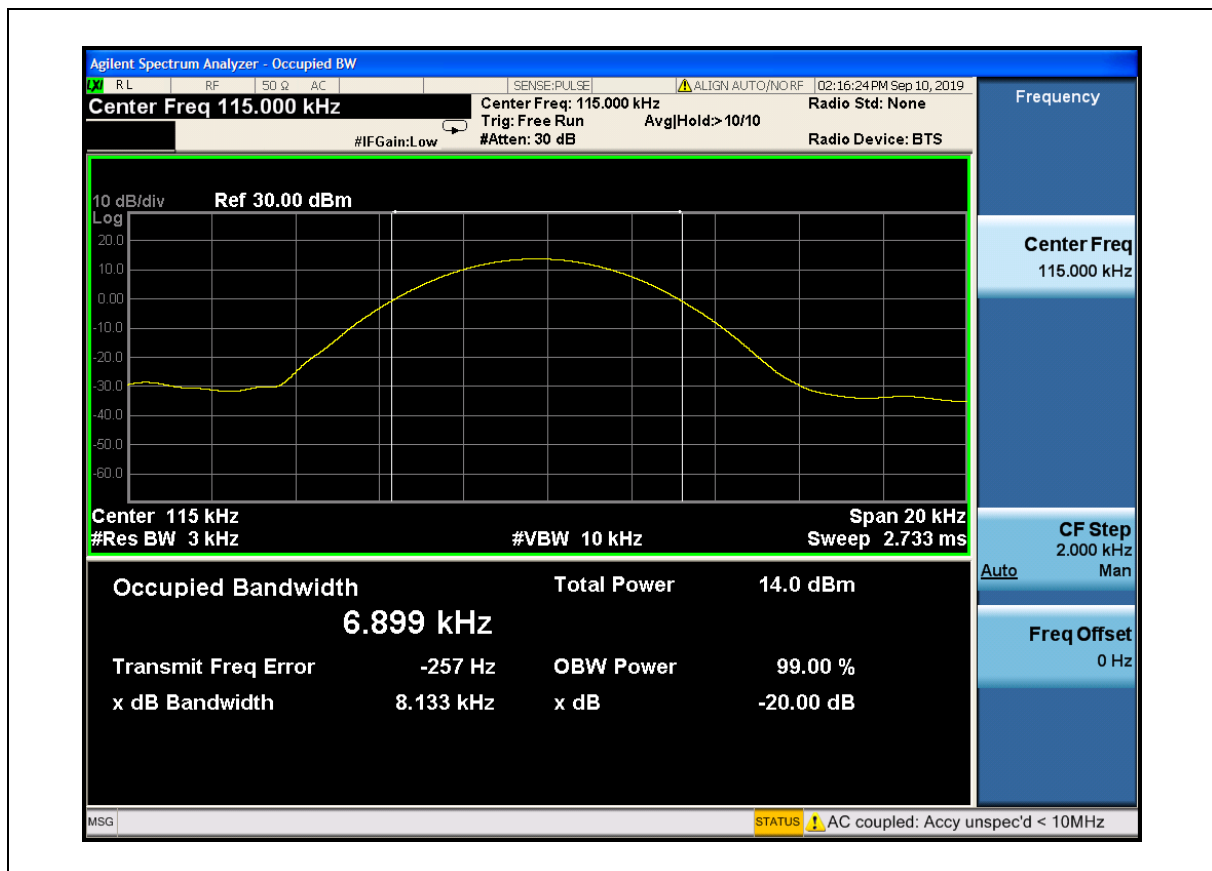 Agilent Spectrum Analyzer - Occupied BW
LXI RL RF 50 Ω AC SENSE:PULSE ALIGN AUTO/NO RF 02:16:24 PM Sep 10, 2019
Center Freq 115.000 kHz
Center Freq: 115.000 kHz Radio Std: None
Trig: Free Run Avg|Hold:>10/10
#IFGain:Low #Atten: 30 dB Radio Device: BTS
10 dB/div Ref 30.00 dBm
Log
20.0
10.0
0.00
-10.0
-20.0
-30.0
-40.0
-50.0
-60.0
Center 115 kHz Span 20 kHz
#Res BW 3 kHz #VBW 10 kHz Sweep 2.733 ms
Occupied Bandwidth Total Power 14.0 dBm
6.899 kHz
Transmit Freq Error -257 Hz OBW Power 99.00 %
x dB Bandwidth 8.133 kHz x dB -20.00 dB
Frequency
Center Freq
115.000 kHz
CF Step
2.000 kHz
Auto Man
Freq Offset
0 Hz
MSG STATUS AC coupled: Accy unspec'd < 10MHz